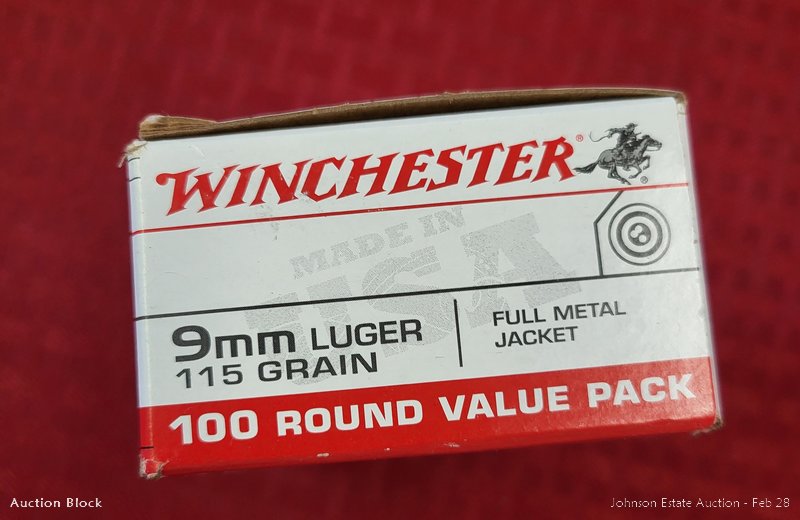 WINCHESTER®
®
MADE IN
USA
9mm LUGER
115 GRAIN
FULL METAL
JACKET
100 ROUND VALUE PACK
Auction Block
Johnson Estate Auction - Feb 28